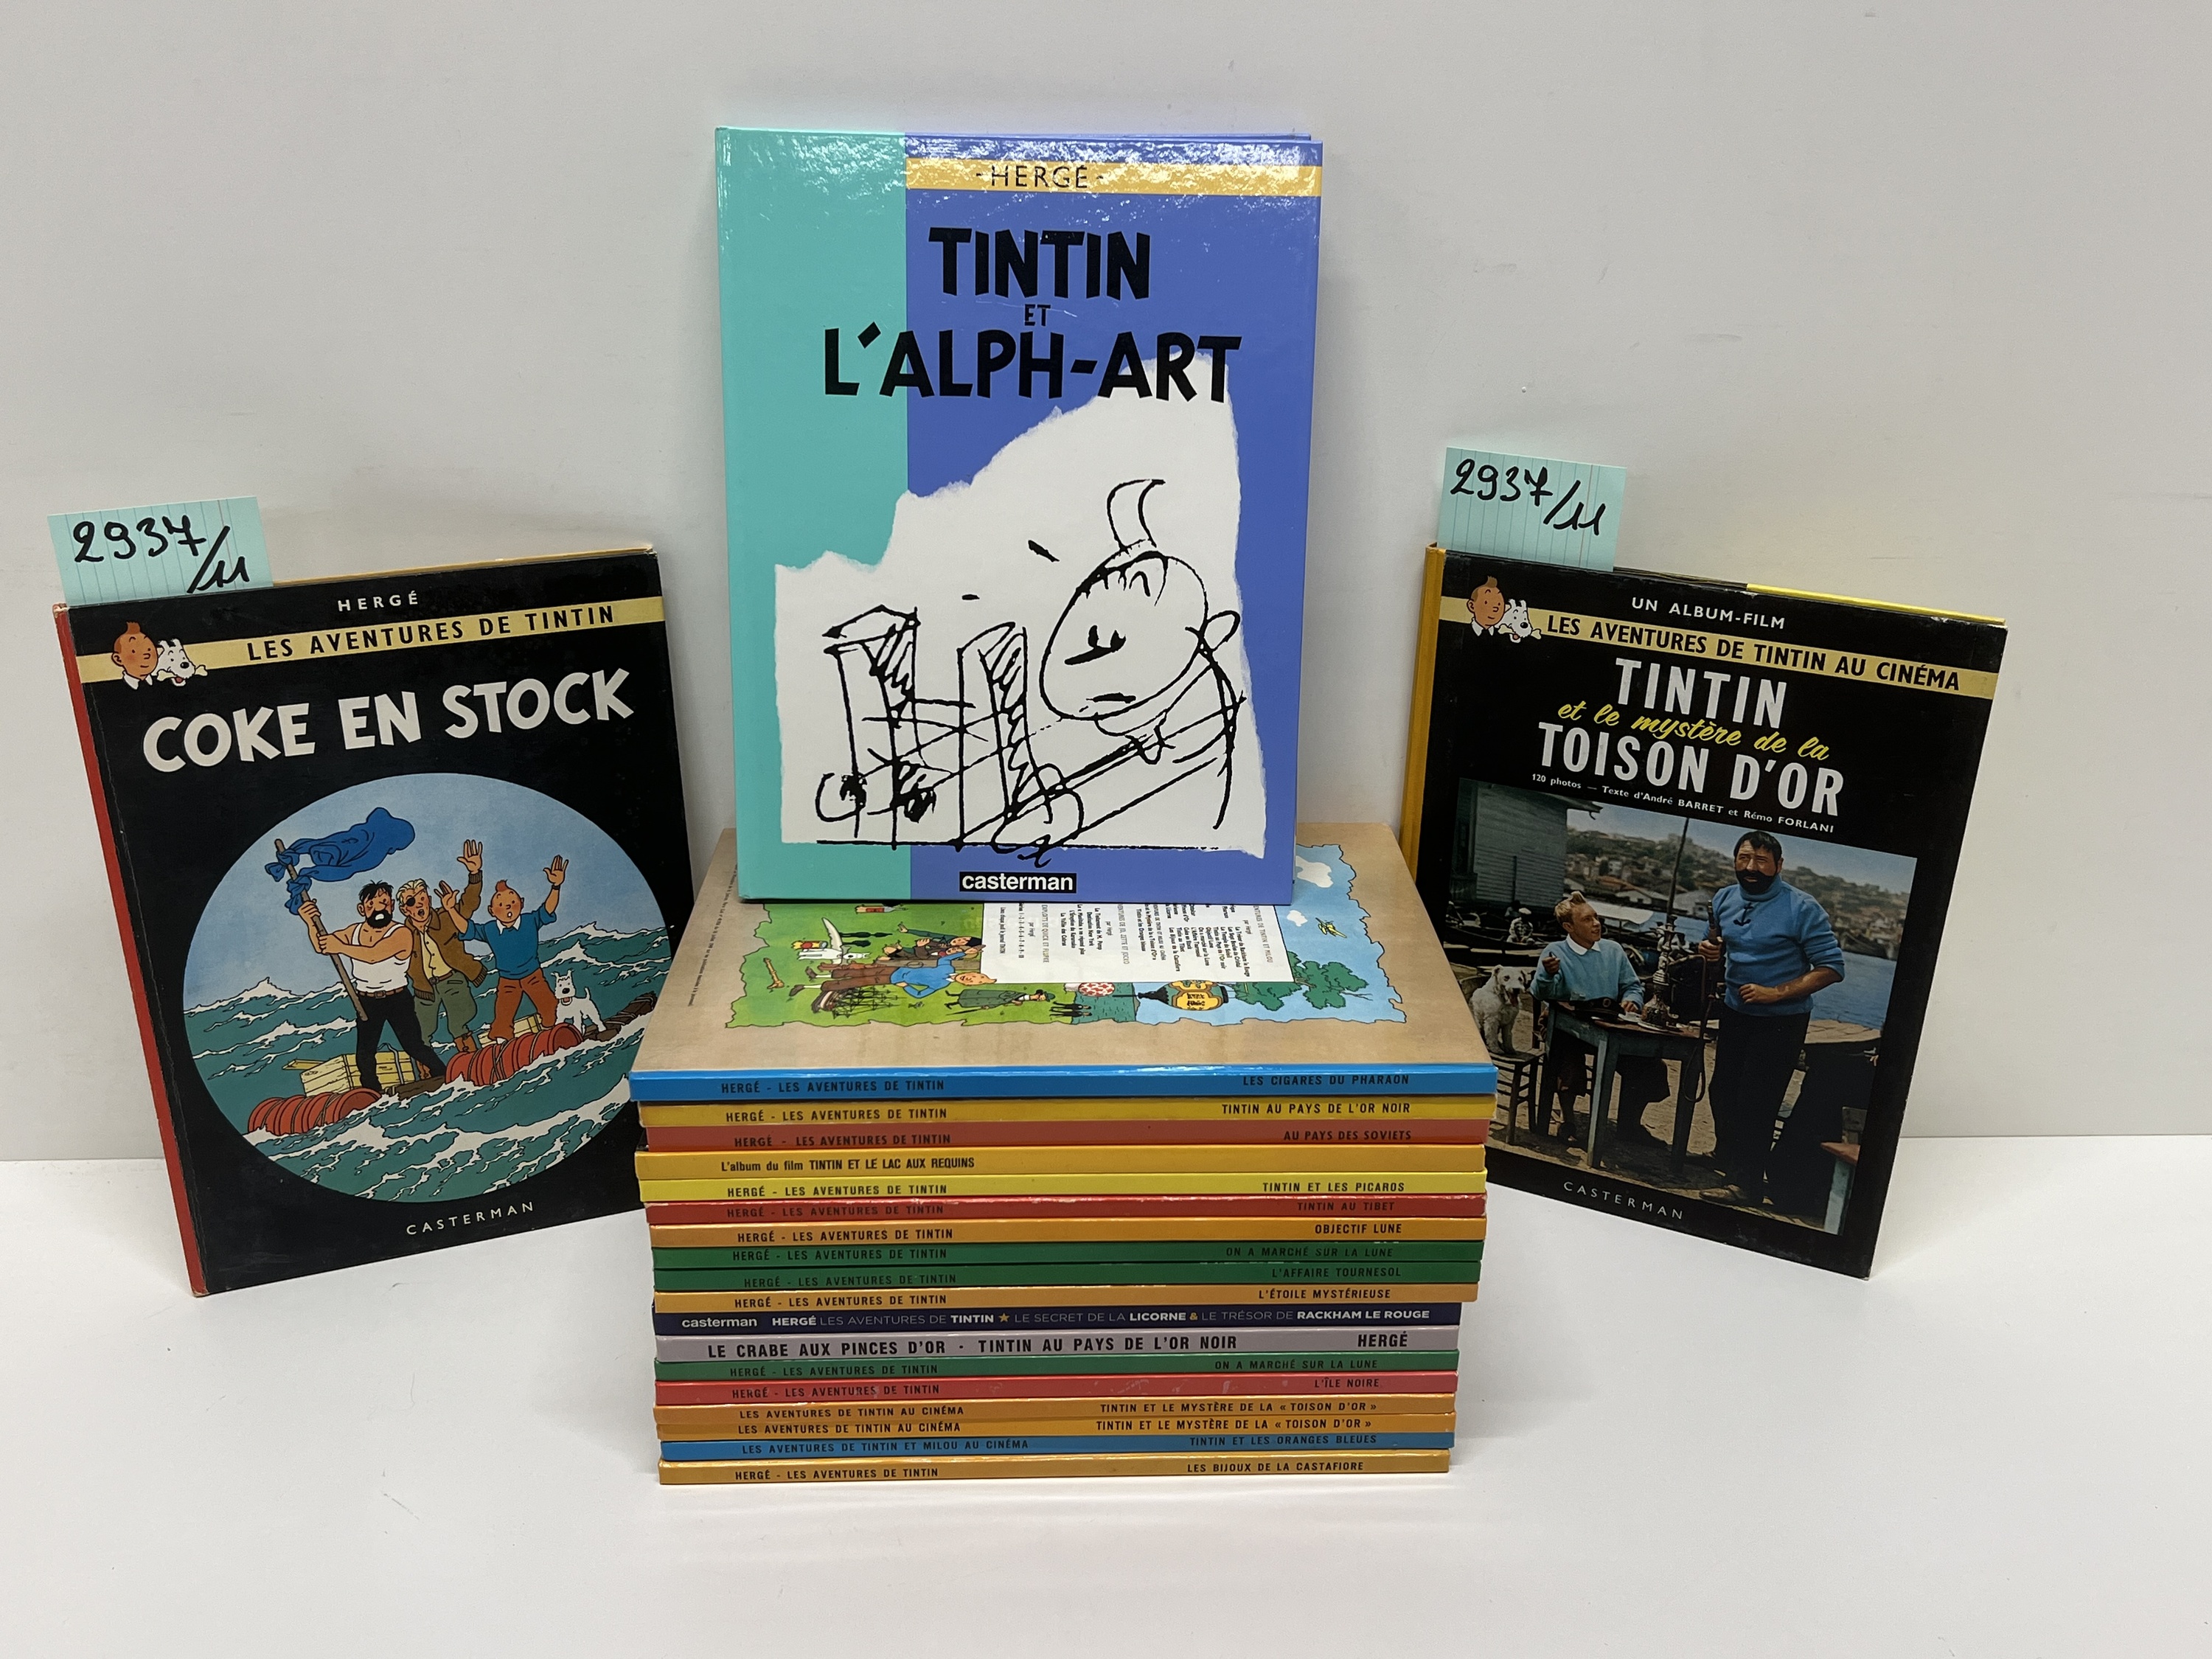 HERGÉ
TINTIN
ET
L'ALPH-ART
casterman
2937/11
HERGÉ
LES AVENTURES DE TINTIN
COKE EN STOCK
CASTERMAN
2937/11
UN ALBUM-FILM
LES AVENTURES DE TINTIN AU CINÉMA
TINTIN
et le mystère de la
TOISON D'OR
120 photos — Texte d'André BARRET et Rémo FORLANI
CASTERMAN
HERGÉ - LES AVENTURES DE TINTIN LES CIGARES DU PHARAON
HERGÉ - LES AVENTURES DE TINTIN TINTIN AU PAYS DE L'OR NOIR
HERGÉ - LES AVENTURES DE TINTIN AU PAYS DES SOVIETS
L'album du film TINTIN ET LE LAC AUX REQUINS
HERGÉ - LES AVENTURES DE TINTIN TINTIN ET LES PICAROS
HERGÉ - LES AVENTURES DE TINTIN TINTIN AU TIBET
HERGÉ - LES AVENTURES DE TINTIN OBJECTIF LUNE
HERGÉ - LES AVENTURES DE TINTIN ON A MARCHÉ SUR LA LUNE
HERGÉ - LES AVENTURES DE TINTIN L'AFFAIRE TOURNESOL
HERGÉ - LES AVENTURES DE TINTIN L'ÉTOILE MYSTÉRIEUSE
casterman HERGÉ LES AVENTURES DE TINTIN ★ LE SECRET DE LA LICORNE & LE TRÉSOR DE RACKHAM LE ROUGE
LE CRABE AUX PINCES D'OR · TINTIN AU PAYS DE L'OR NOIR HERGÉ
HERGÉ - LES AVENTURES DE TINTIN ON A MARCHÉ SUR LA LUNE
HERGÉ - LES AVENTURES DE TINTIN L'ÎLE NOIRE
LES AVENTURES DE TINTIN AU CINÉMA TINTIN ET LE MYSTÈRE DE LA « TOISON D'OR »
LES AVENTURES DE TINTIN AU CINÉMA TINTIN ET LE MYSTÈRE DE LA « TOISON D'OR »
LES AVENTURES DE TINTIN ET MILOU AU CINÉMA TINTIN ET LES ORANGES BLEUES
HERGÉ - LES AVENTURES DE TINTIN LES BIJOUX DE LA CASTAFIORE